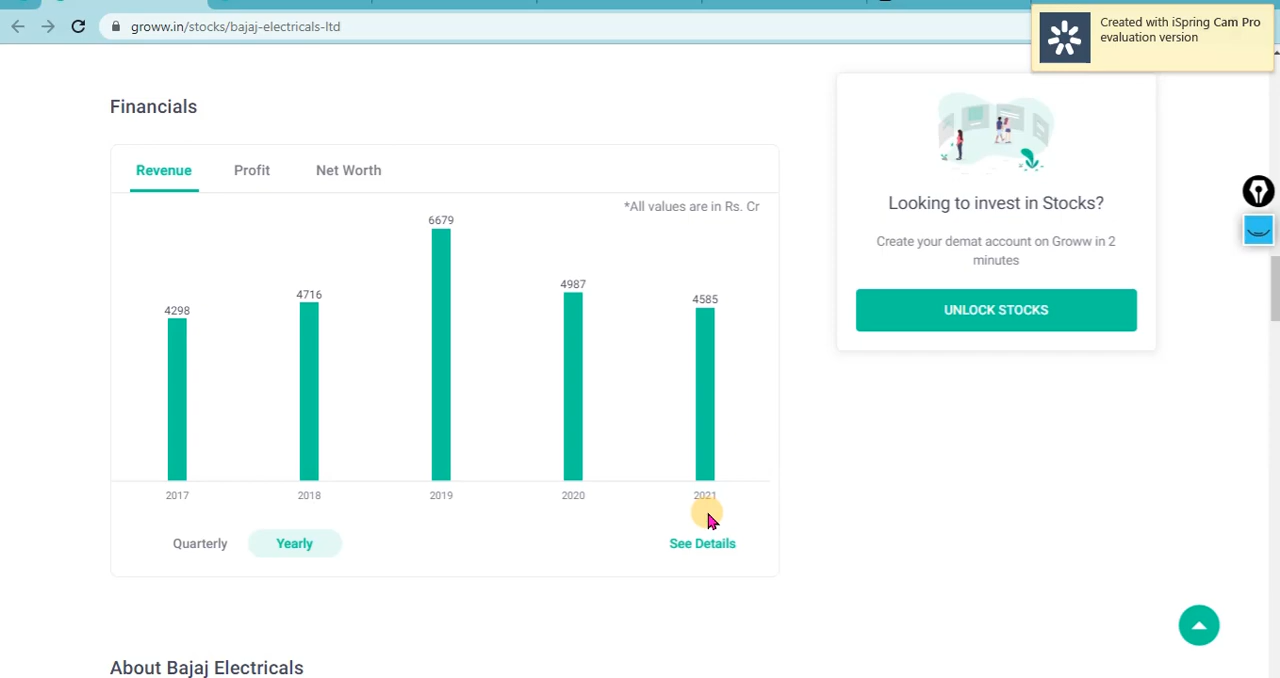 groww.in/stocks/bajaj-electricals-ltd
Created with iSpring Cam Pro
evaluation version
Financials
Revenue Profit Net Worth
*All values are in Rs. Cr
4298 4716 6679 4987 4585
2017 2018 2019 2020 2021
Quarterly Yearly See Details
Looking to invest in Stocks?
Create your demat account on Groww in 2
minutes
UNLOCK STOCKS
About Bajaj Electricals